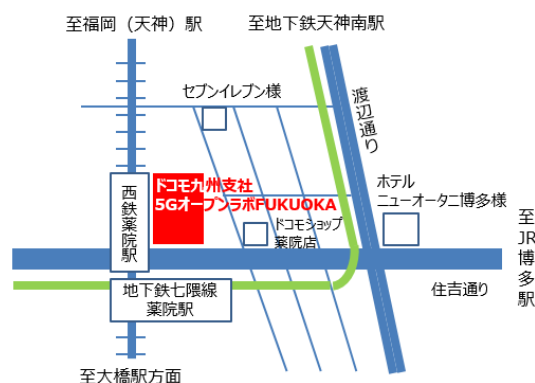 至福岡（天神）駅
至地下鉄天神南駅
セブンイレブン様
渡辺通り
ドコモ九州支社
5GオープンラボFUKUOKA
ホテル
ニューオータニ博多様
西鉄薬院駅
ドコモショップ
薬院店
至JR博多駅
地下鉄七隈線
薬院駅
住吉通り
至大橋駅方面